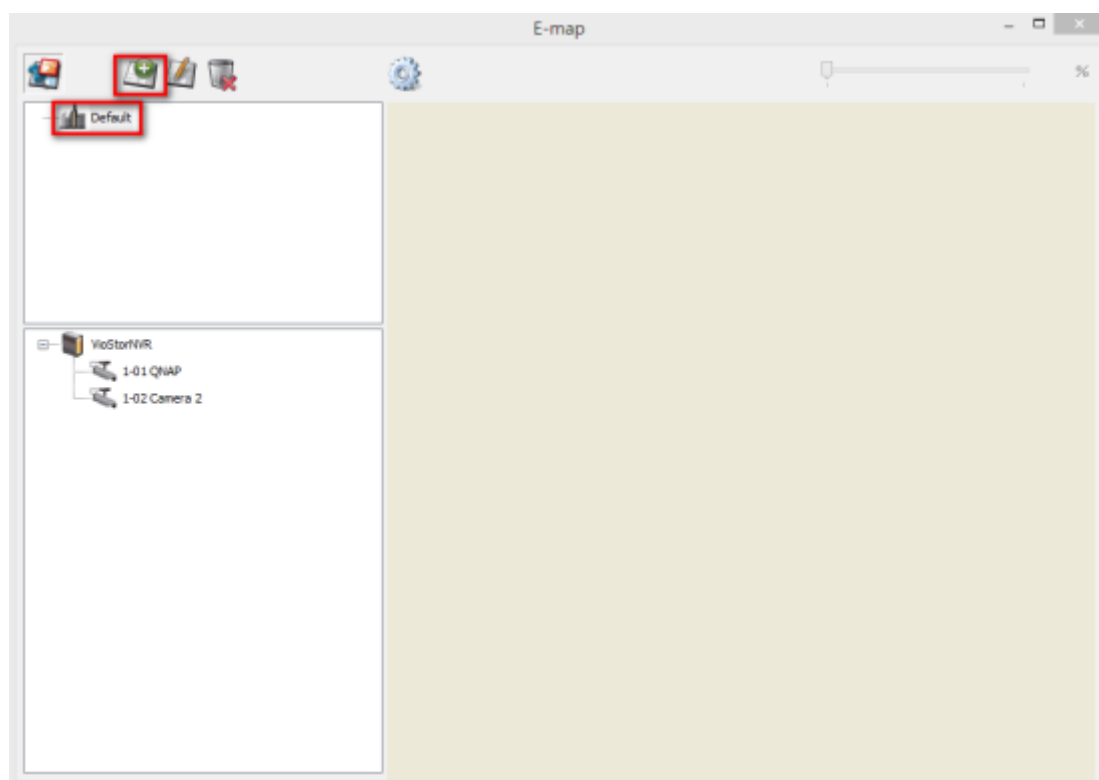 E-map
%
Default
VioStorNVR
1-01 QNAP
1-02 Camera 2